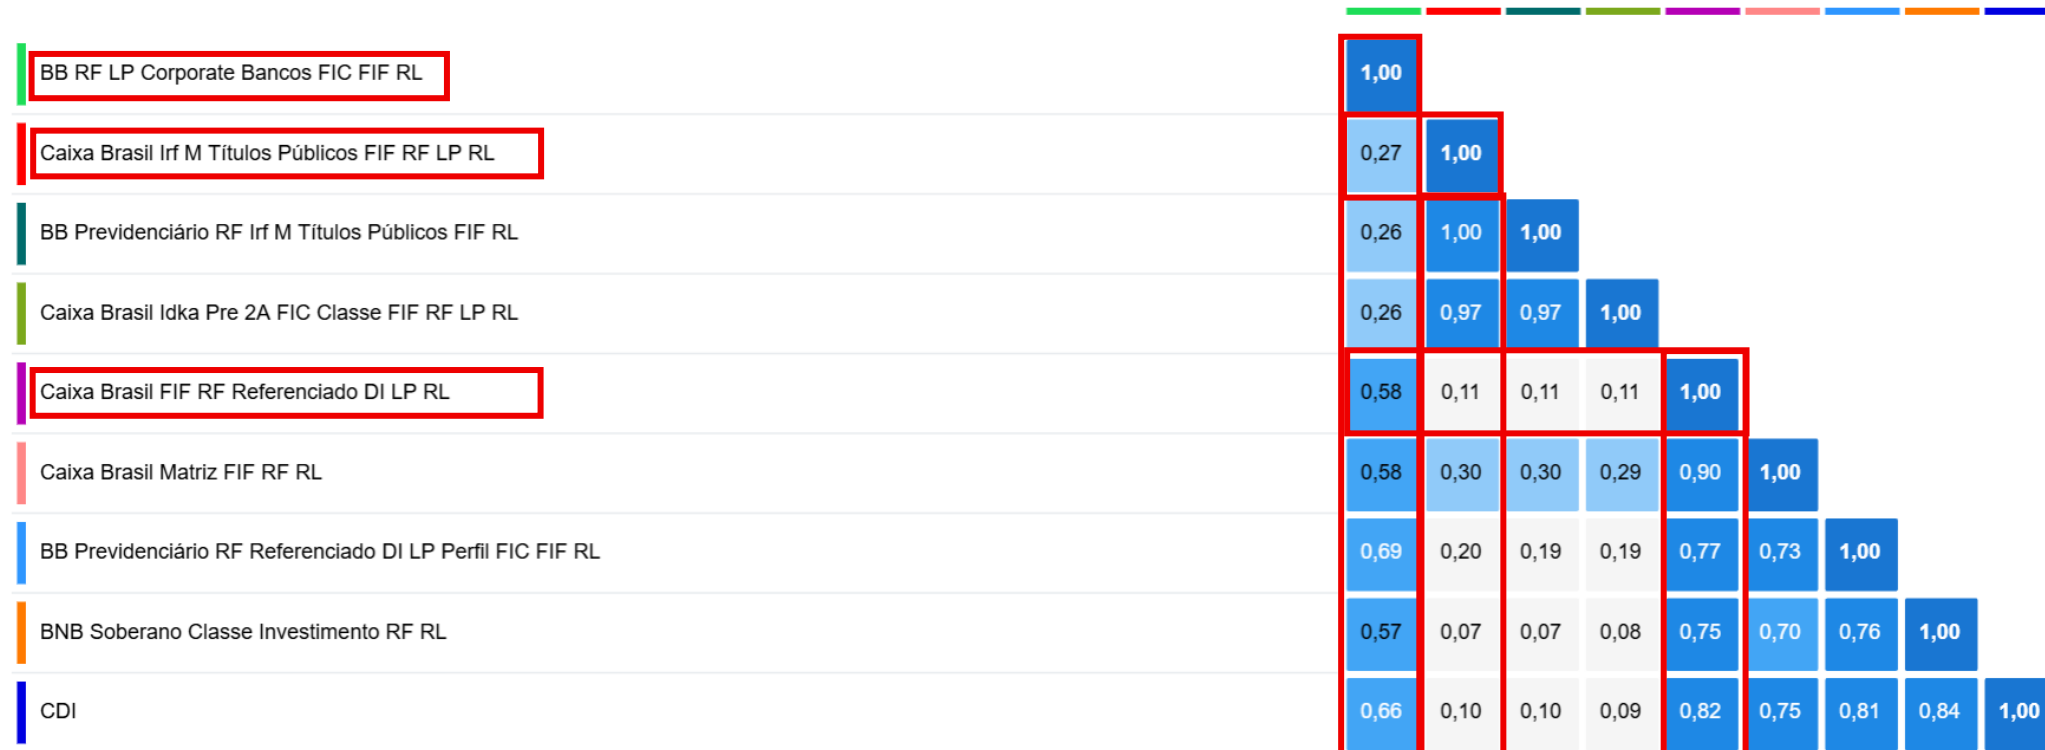 BB RF LP Corporate Bancos FIC FIF RL 1,00
Caixa Brasil Irf M Títulos Públicos FIF RF LP RL 0,27 1,00
BB Previdenciário RF Irf M Títulos Públicos FIF RL 0,26 1,00 1,00
Caixa Brasil Idka Pre 2A FIC Classe FIF RF LP RL 0,26 0,97 0,97 1,00
Caixa Brasil FIF RF Referenciado DI LP RL 0,58 0,11 0,11 0,11 1,00
Caixa Brasil Matriz FIF RF RL 0,58 0,30 0,30 0,29 0,90 1,00
BB Previdenciário RF Referenciado DI LP Perfil FIC FIF RL 0,69 0,20 0,19 0,19 0,77 0,73 1,00
BNB Soberano Classe Investimento RF RL 0,57 0,07 0,07 0,08 0,75 0,70 0,76 1,00
CDI 0,66 0,10 0,10 0,09 0,82 0,75 0,81 0,84 1,00